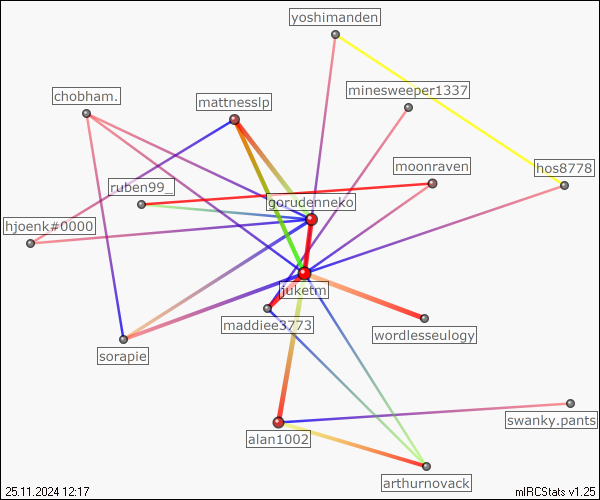 yoshimanden
minesweeper1337
chobham.
mattnesslp
moonraven
hos8778
ruben99_
gorudenneko
hjoenk#0000
juketm
maddiee3773
wordlesseulogy
sorapie
swanky.pants
alan1002
arthurnovack
25.11.2024 12:17
mIRCStats v1.25